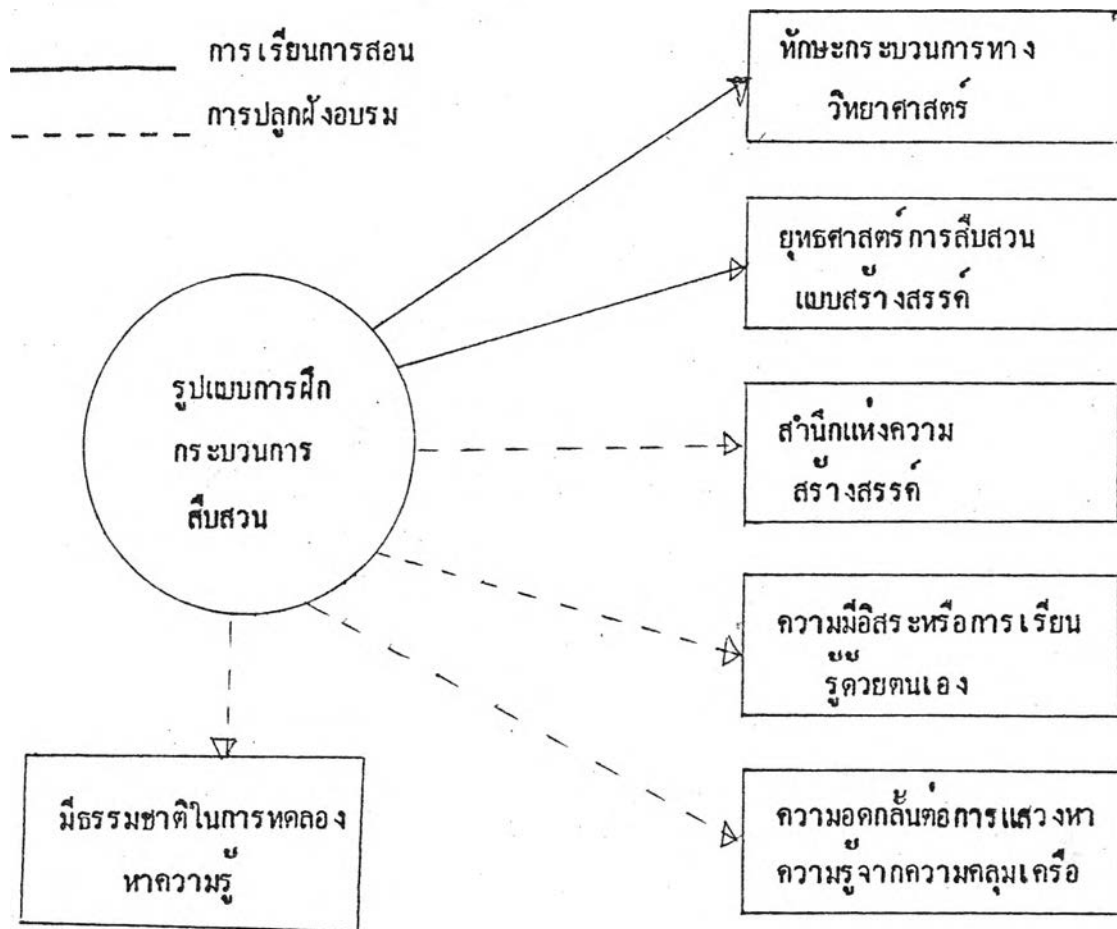 การเรียนการสอน
การปลูกฝังอบรม
ทักษะกระบวนการทาง
วิทยาศาสตร์
ยุทธศาสตร์การสืบสวน
แบบสร้างสรรค์
รูปแบบการฝึก
กระบวนการ
สืบสวน
สำนึกแห่งความ
สร้างสรรค์
ความมีอิสระหรือการเรียน
รู้ด้วยตนเอง
ความอดกลั้นต่อการแสวงหา
ความรู้จากความคลุมเครือ
มีธรรมชาติในการทดลอง
หาความรู้